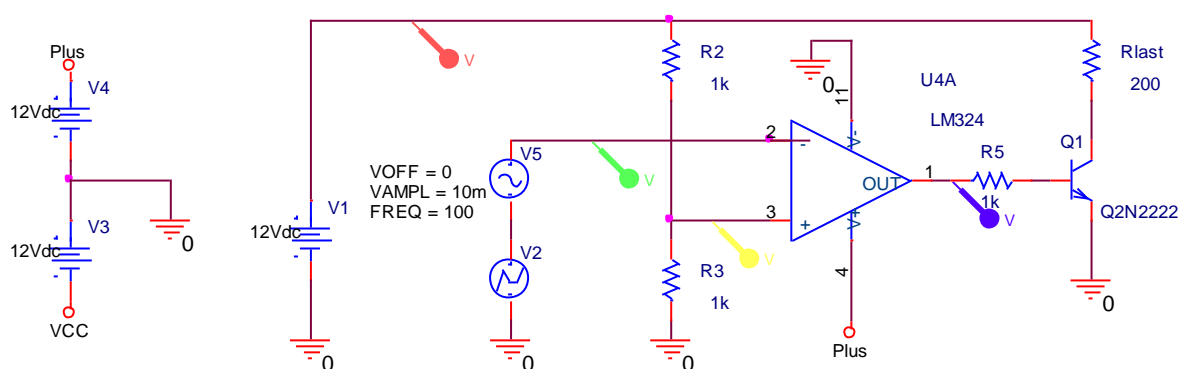 Plus
V4
12Vdc
0
V3
12Vdc
VCC
V1
12Vdc
0
VOFF = 0
VAMPL = 10m
FREQ = 100
V5
V2
0
V
V
R2
1k
R3
1k
0
V
0
11
U4A
LM324
2
-
V-
OUT
1
3
+
V+
4
Plus
R5
1k
V
Rlast
200
Q1
Q2N2222
0